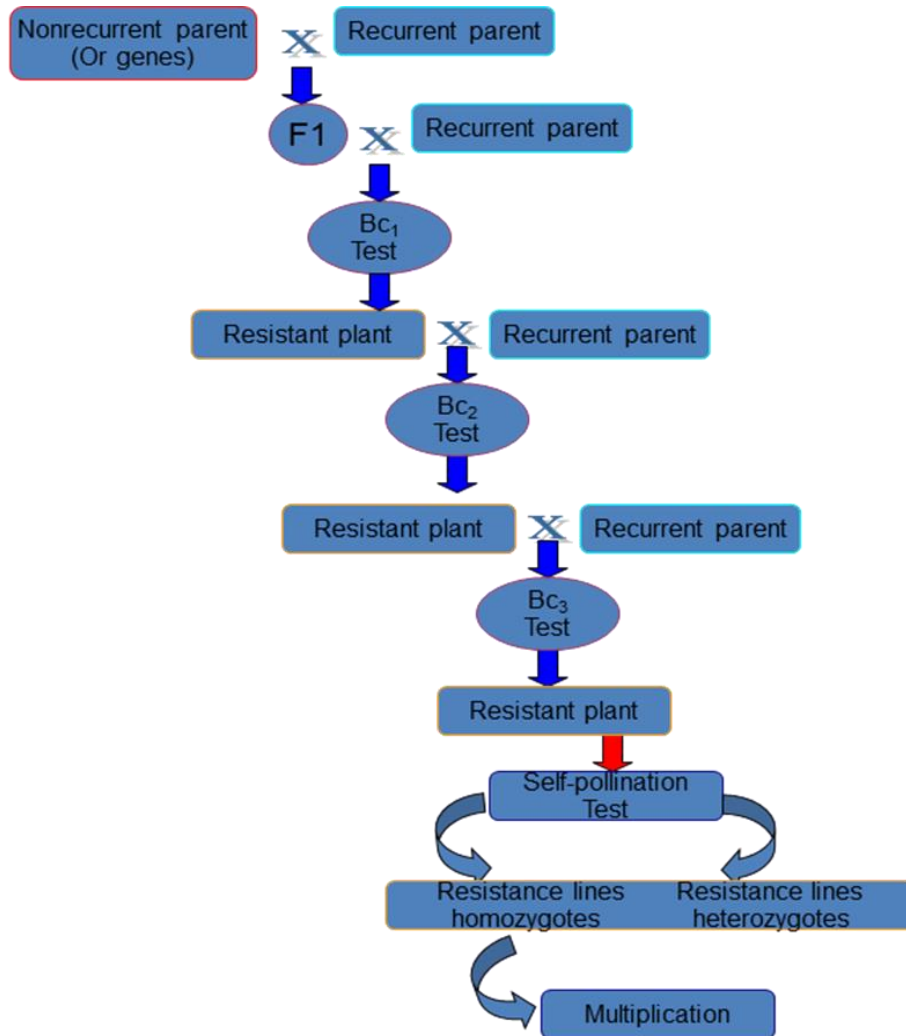 Nonrecurrent parent
(Or genes)
X
Recurrent parent
F1
X
Recurrent parent
Bc₁
Test
Resistant plant
X
Recurrent parent
Bc₂
Test
Resistant plant
X
Recurrent parent
Bc₃
Test
Resistant plant
Self-pollination
Test
Resistance lines
homozygotes
Resistance lines
heterozygotes
Multiplication